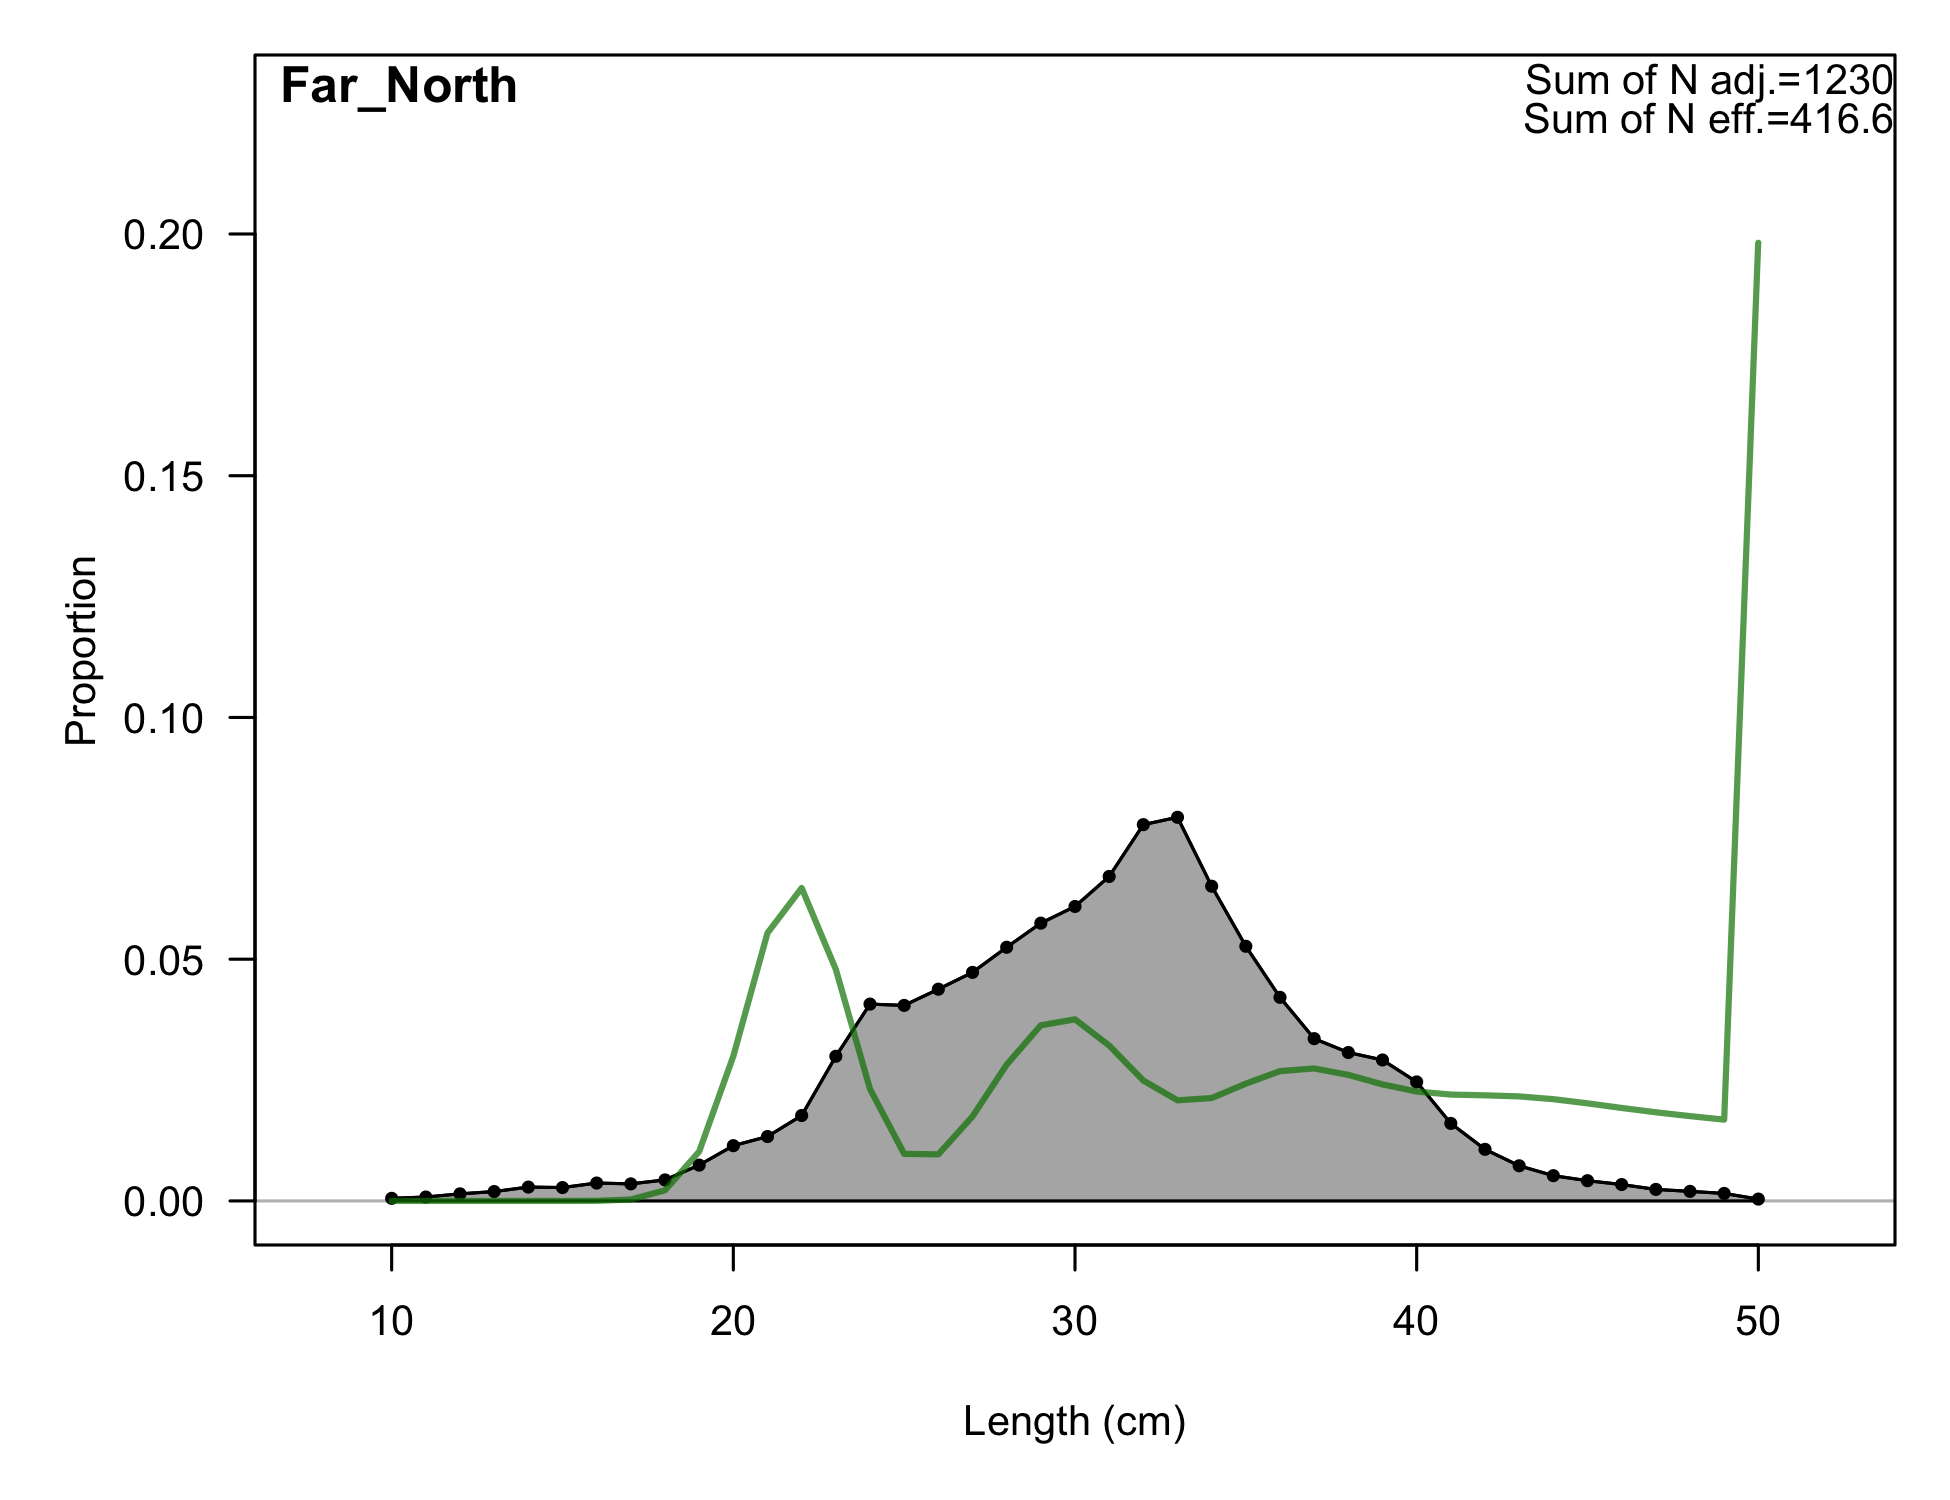 Far_North
Sum of N adj.=1230
Sum of N eff.=416.6
Proportion
0.20
0.15
0.10
0.05
0.00
10 20 30 40 50
Length (cm)